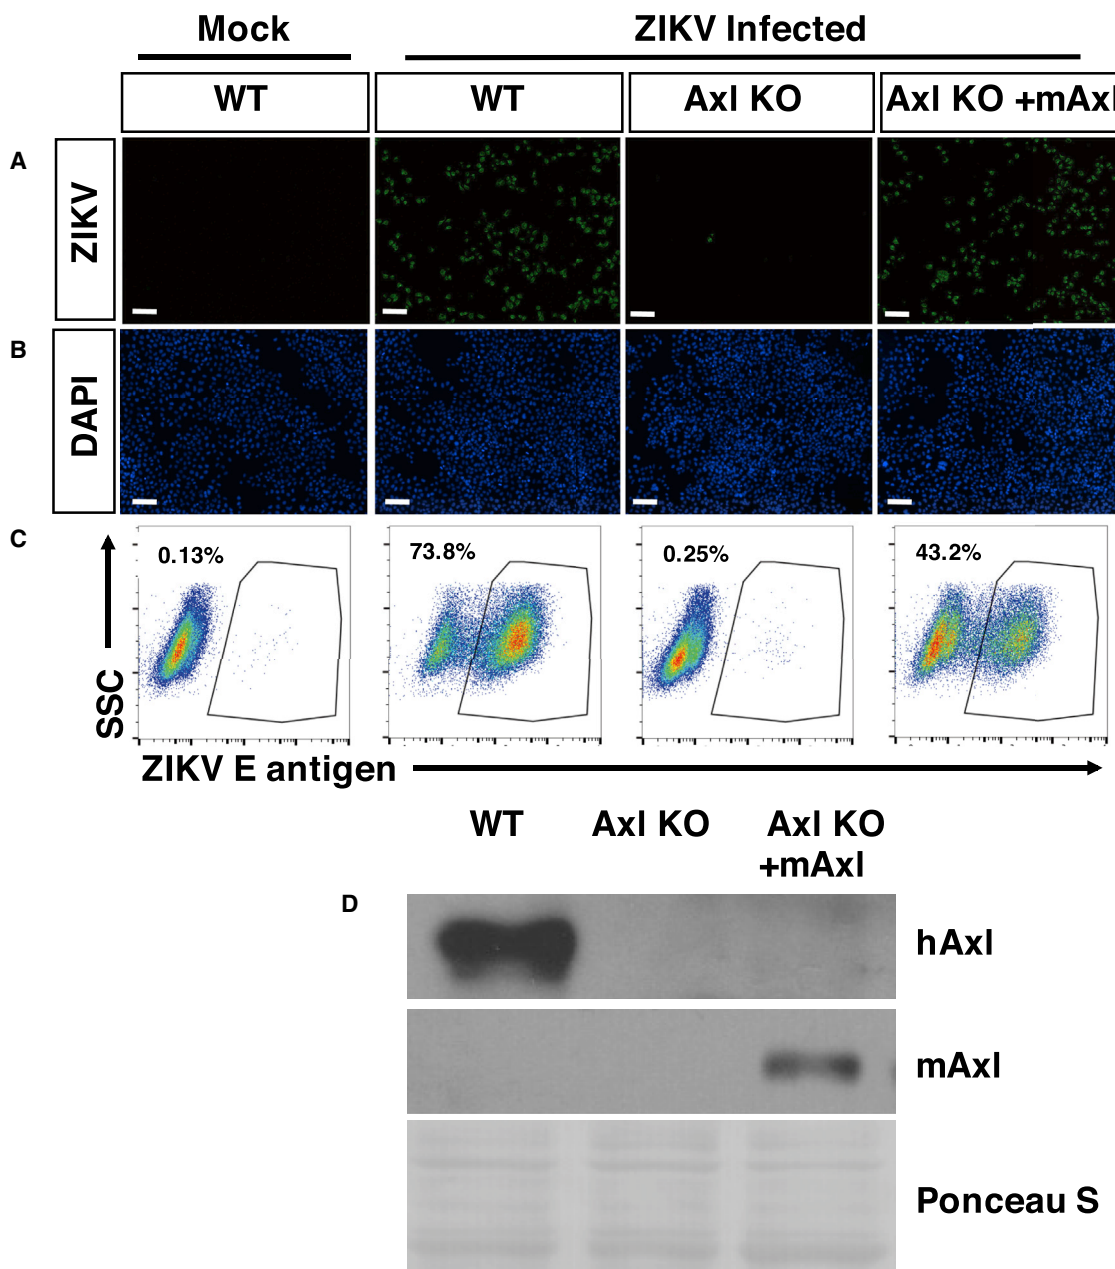 Mock
ZIKV Infected
WT
WT
Axl KO
Axl KO +mAxl
A
ZIKV
B
DAPI
C
0.13%
73.8%
0.25%
43.2%
SSC
ZIKV E antigen
WT
Axl KO
Axl KO
+mAxl
D
hAxl
mAxl
Ponceau S